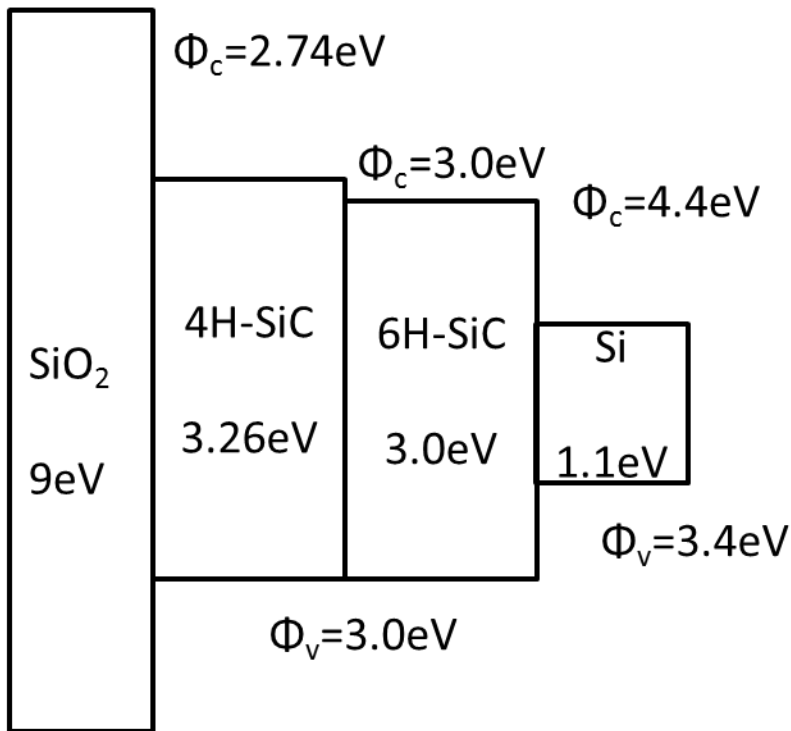 Φc=2.74eV
Φc=3.0eV
Φc=4.4eV
4H-SiC
3.26eV
6H-SiC
3.0eV
Si
1.1eV
SiO2
9eV
Φv=3.4eV
Φv=3.0eV